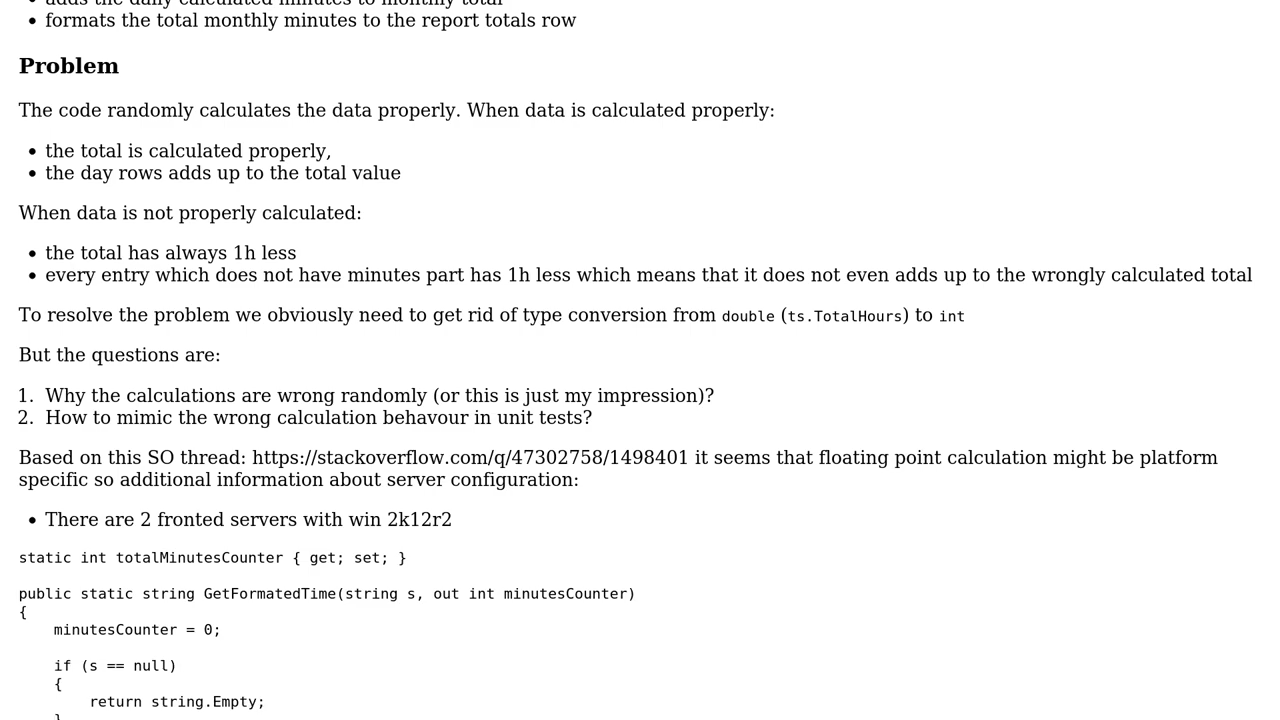 adds the daily calculated minutes to monthly total
formats the total monthly minutes to the report totals row
Problem
The code randomly calculates the data properly. When data is calculated properly:
the total is calculated properly,
the day rows adds up to the total value
When data is not properly calculated:
the total has always 1h less
every entry which does not have minutes part has 1h less which means that it does not even adds up to the wrongly calculated total
To resolve the problem we obviously need to get rid of type conversion from double (ts.TotalHours) to int
But the questions are:
1. Why the calculations are wrong randomly (or this is just my impression)?
2. How to mimic the wrong calculation behavour in unit tests?
Based on this SO thread: https://stackoverflow.com/q/47302758/1498401 it seems that floating point calculation might be platform
specific so additional information about server configuration:
There are 2 fronted servers with win 2k12r2
static int totalMinutesCounter { get; set; }
public static string GetFormatedTime(string s, out int minutesCounter)
{
    minutesCounter = 0;
    if (s == null)
    {
        return string.Empty;
    }